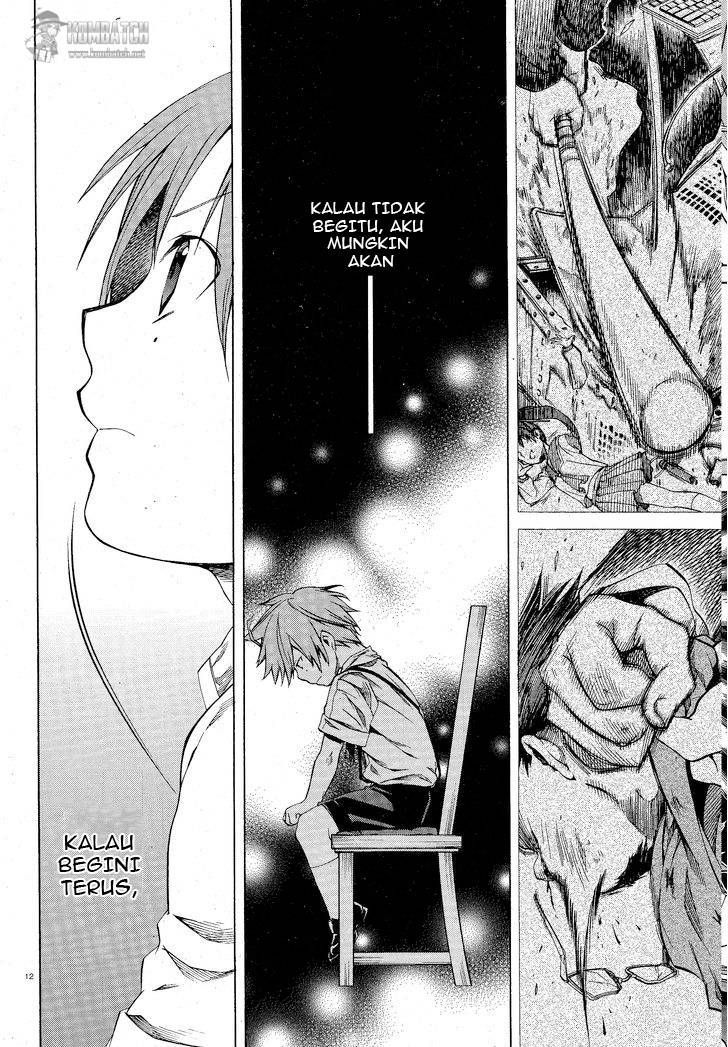 KOMBATCH
www.kombatch.net
KALAU TIDAK
BEGITU, AKU
MUNGKIN
AKAN
KALAU
BEGINI
TERUS,
12